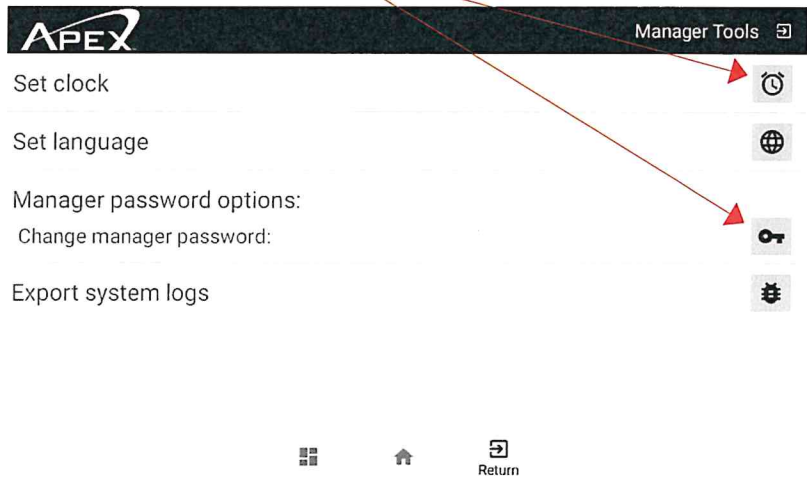 APEX
Manager Tools
Set clock
Set language
Manager password options:
Change manager password:
Export system logs
Return